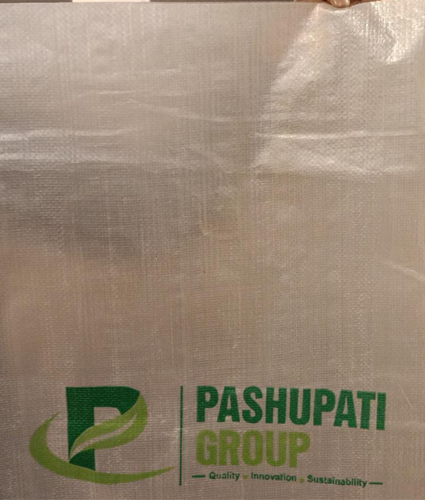 P
PASHUPATI
GROUP
Quality • Innovation • Sustainability